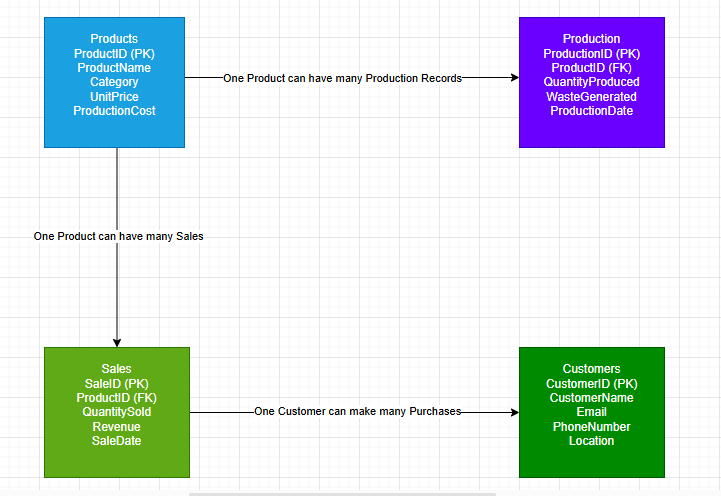 Products
ProductID (PK)
ProductName
Category
UnitPrice
ProductionCost
One Product can have many Production Records
Production
ProductionID (PK)
ProductID (FK)
QuantityProduced
WasteGenerated
ProductionDate
One Product can have many Sales
Sales
SaleID (PK)
ProductID (FK)
QuantitySold
Revenue
SaleDate
One Customer can make many Purchases
Customers
CustomerID (PK)
CustomerName
Email
PhoneNumber
Location